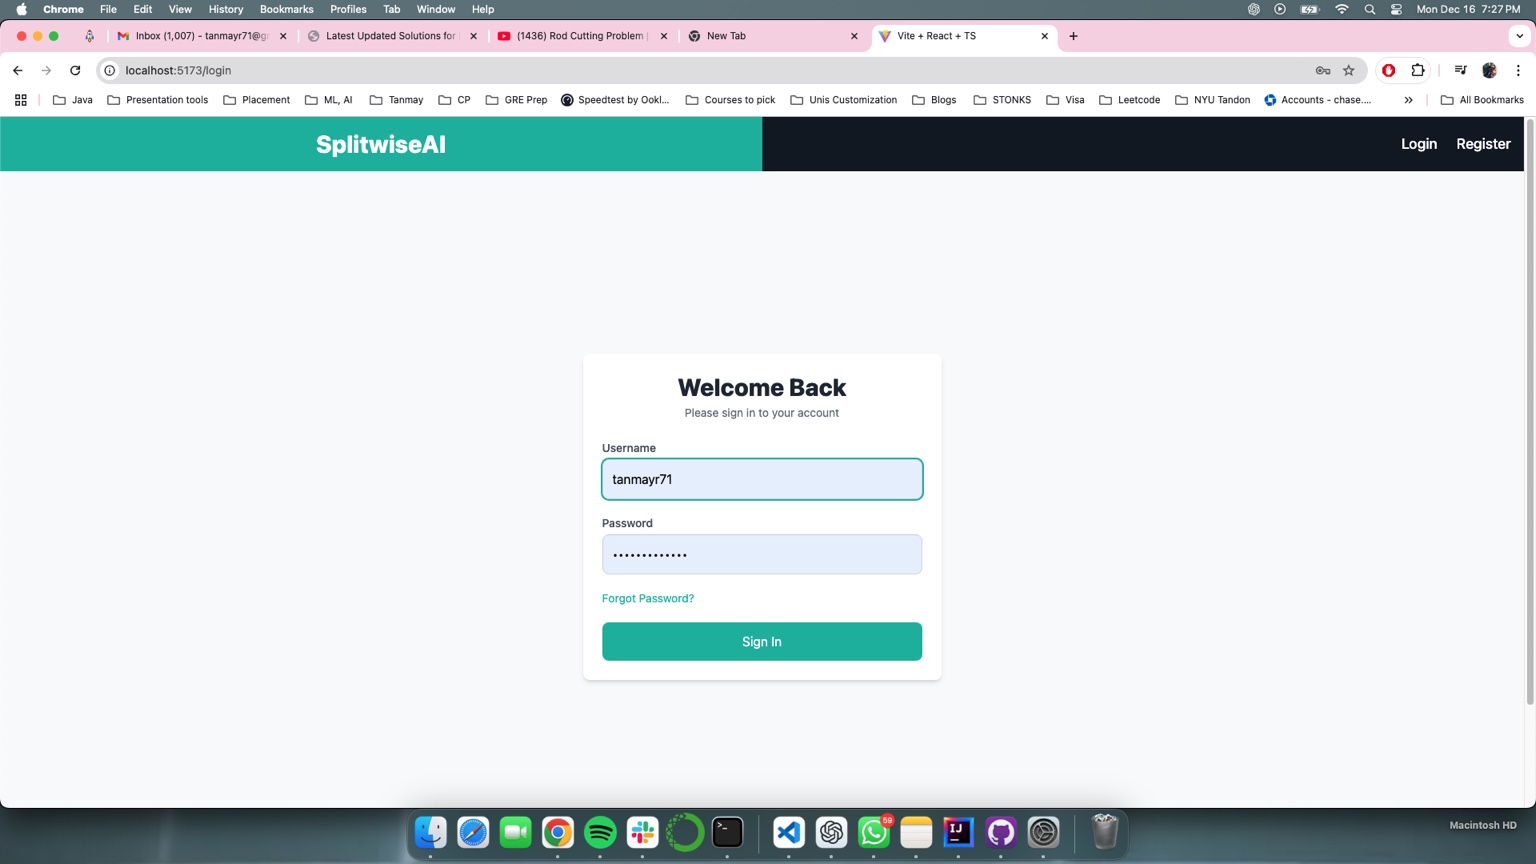 Chrome File Edit View History Bookmarks Profiles Tab Window Help Mon Dec 16 7:27 PM
Inbox (1,007) - tanmayr71@g Latest Updated Solutions for (1436) Rod Cutting Problem New Tab Vite + React + TS
localhost:5173/login
Java Presentation tools Placement ML, AI Tanmay CP GRE Prep Speedtest by Ookl... Courses to pick Unis Customization Blogs STONKS Visa Leetcode NYU Tandon Accounts - chase.... » All Bookmarks
SplitwiseAI Login Register
Welcome Back
Please sign in to your account
Username
tanmayr71
Password
•••••••••••••
Forgot Password?
Sign In
59
IJ
Macintosh HD